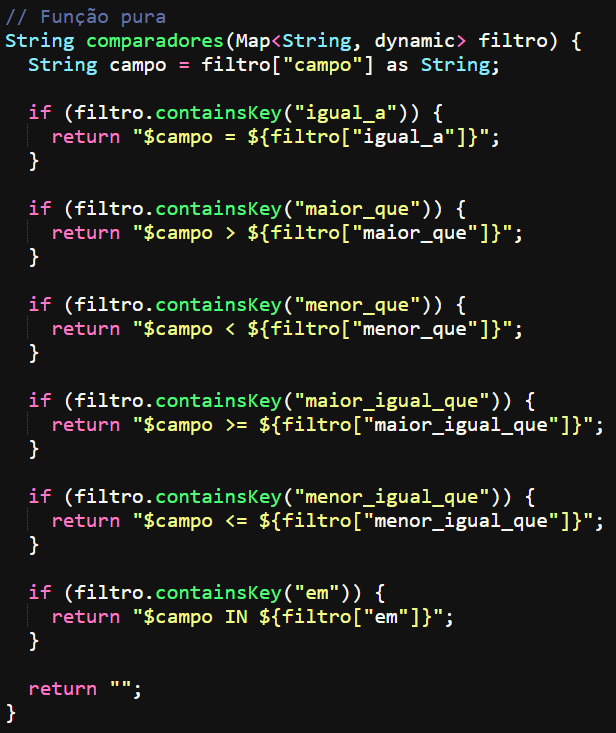 // Função pura
String comparadores(Map<String, dynamic> filtro) {
  String campo = filtro["campo"] as String;

  if (filtro.containsKey("igual_a")) {
    return "$campo = ${filtro["igual_a"]}";
  }

  if (filtro.containsKey("maior_que")) {
    return "$campo > ${filtro["maior_que"]}";
  }

  if (filtro.containsKey("menor_que")) {
    return "$campo < ${filtro["menor_que"]}";
  }

  if (filtro.containsKey("maior_igual_que")) {
    return "$campo >= ${filtro["maior_igual_que"]}";
  }

  if (filtro.containsKey("menor_igual_que")) {
    return "$campo <= ${filtro["menor_igual_que"]}";
  }

  if (filtro.containsKey("em")) {
    return "$campo IN ${filtro["em"]}";
  }

  return "";
}